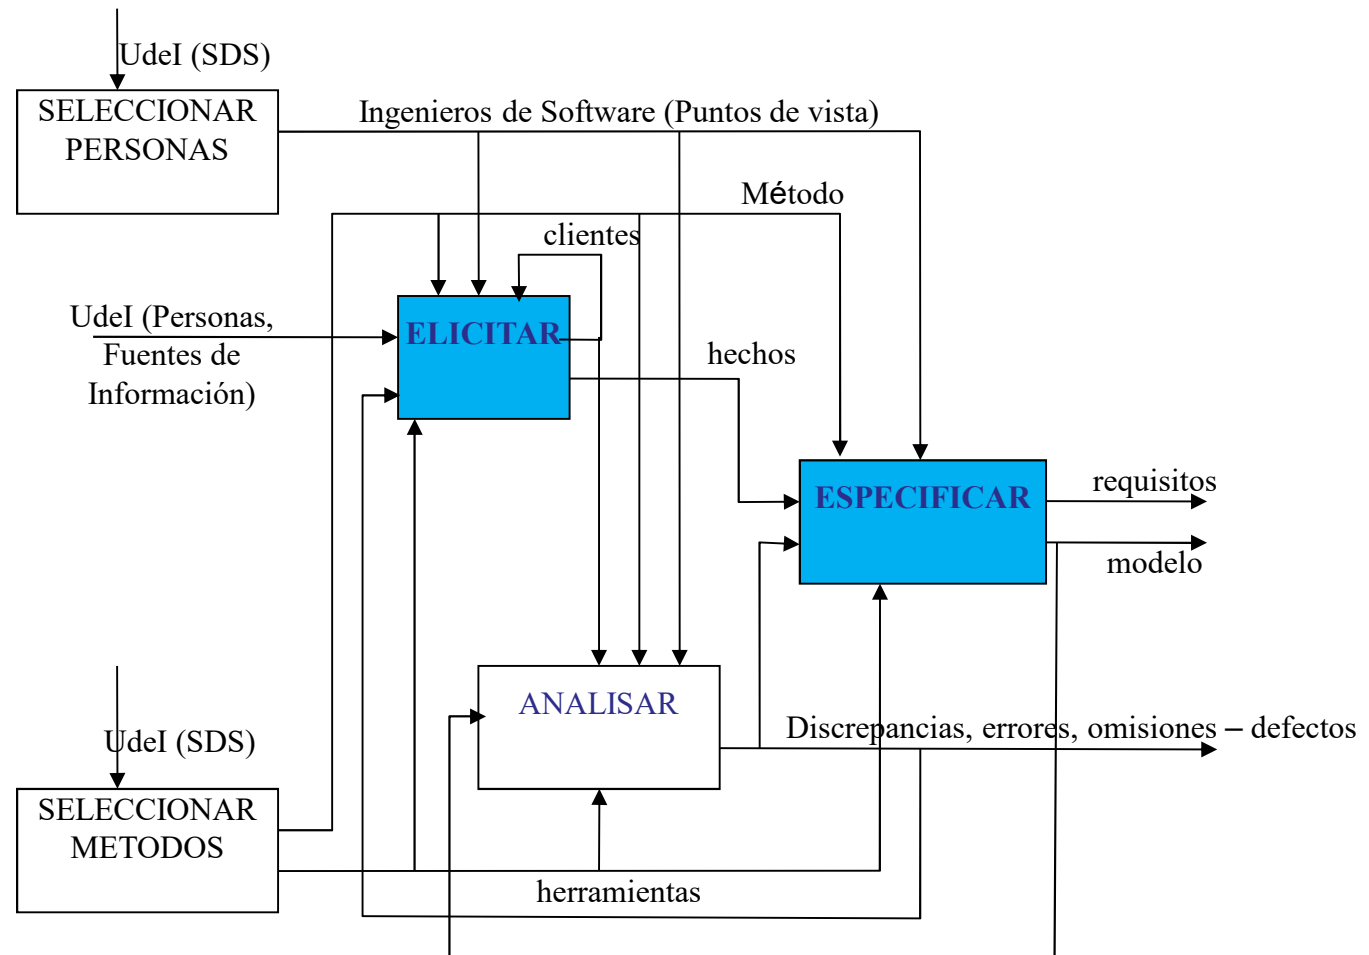 UdeI (SDS)
SELECCIONAR
PERSONAS
Ingenieros de Software (Puntos de vista)
Método
clientes
UdeI (Personas,
Fuentes de
Información)
ELICITAR
hechos
ESPECIFICAR
requisitos
modelo
ANALISAR
Discrepancias, errores, omisiones – defectos
UdeI (SDS)
SELECCIONAR
METODOS
herramientas